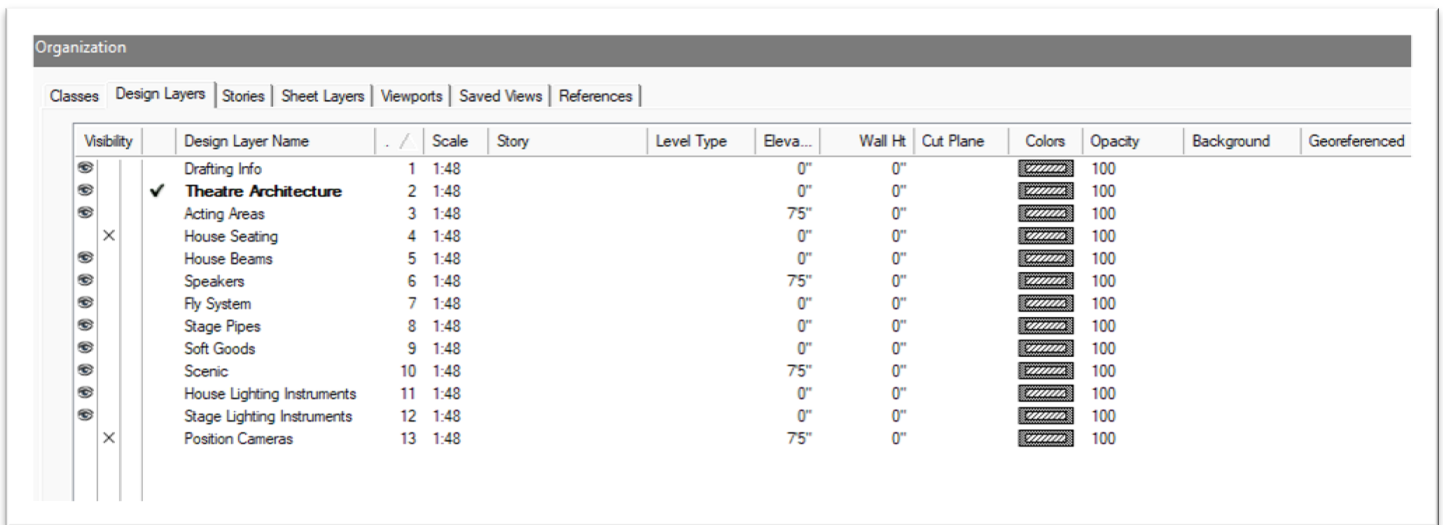 Organization
Classes Design Layers Stories Sheet Layers Viewports Saved Views References
Visibility Design Layer Name . / Scale Story Level Type Eleva... Wall Ht Cut Plane Colors Opacity Background Georeferenced
Drafting Info 1 1:48 0" 0" 100
✔ Theatre Architecture 2 1:48 0" 0" 100
Acting Areas 3 1:48 7'5" 0" 100
× House Seating 4 1:48 0" 0" 100
House Beams 5 1:48 0" 0" 100
Speakers 6 1:48 7'5" 0" 100
Fly System 7 1:48 0" 0" 100
Stage Pipes 8 1:48 0" 0" 100
Soft Goods 9 1:48 0" 0" 100
Scenic 10 1:48 7'5" 0" 100
House Lighting Instruments 11 1:48 0" 0" 100
Stage Lighting Instruments 12 1:48 0" 0" 100
× Position Cameras 13 1:48 7'5" 0" 100